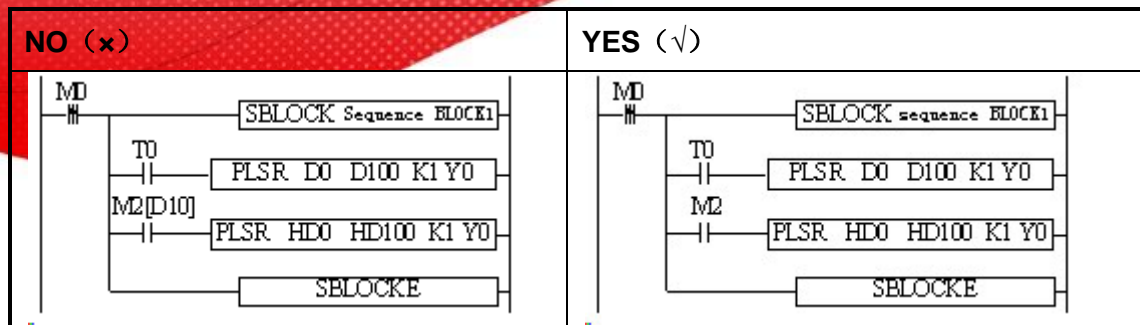 NO（×）
YES（√）
M0
SBLOCK Sequence BLOCK1
T0
PLSR D0 D100 K1 Y0
M2[D10]
PLSR HD0 HD100 K1 Y0
SBLOCKE
M0
SBLOCK sequence BLOCK1
T0
PLSR D0 D100 K1 Y0
M2
PLSR HD0 HD100 K1 Y0
SBLOCKE